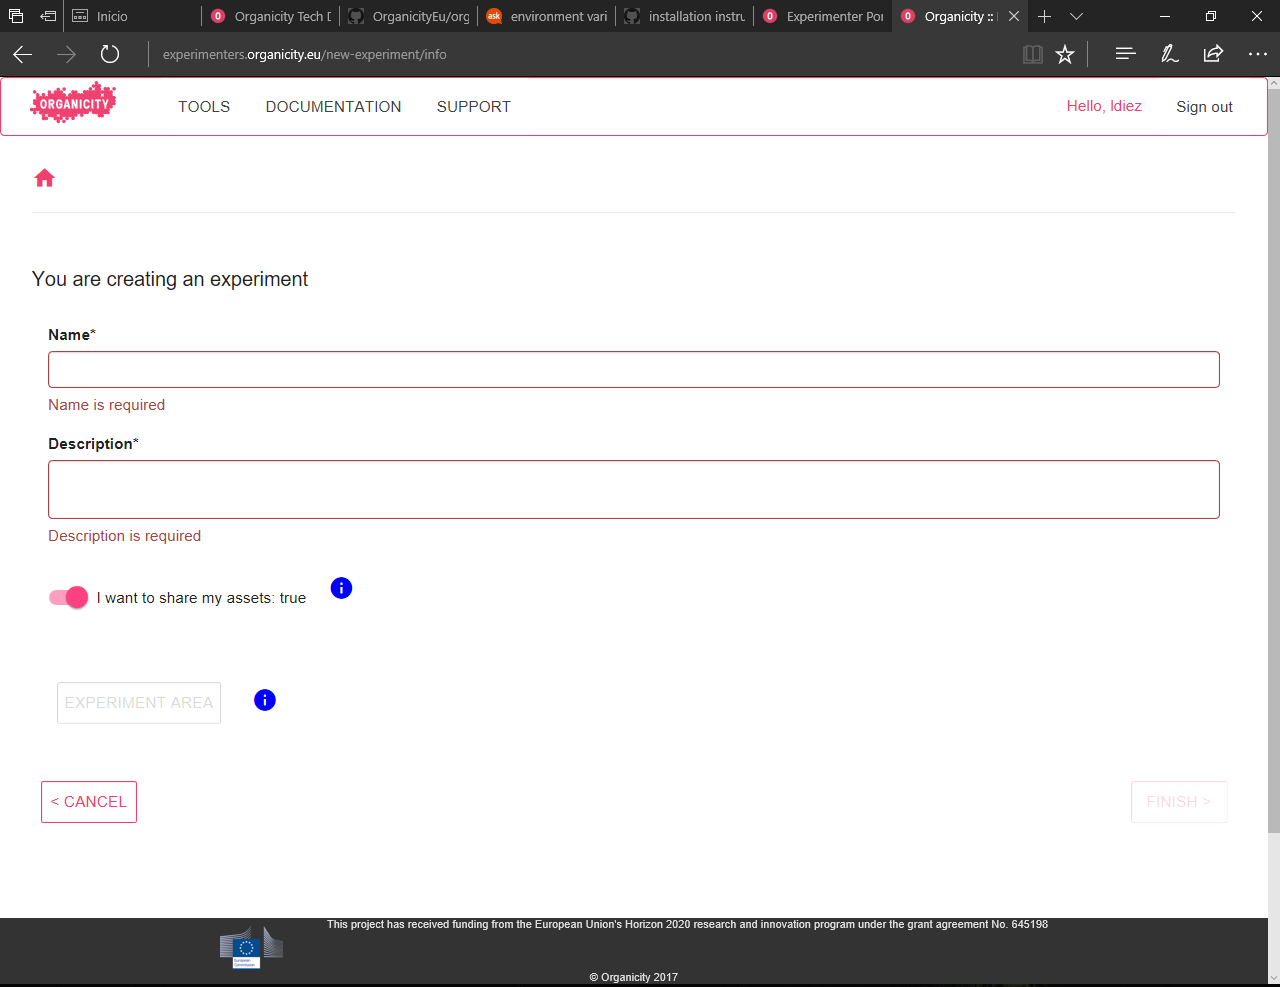 Inicio
Organicity Tech D
OrganicityEu/org
ask
environment vari
installation instru
Experimenter Por
Organicity ::
experimenters.organicity.eu/new-experiment/info
ORGANICITY
TOOLS
DOCUMENTATION
SUPPORT
Hello, ldiez
Sign out
You are creating an experiment
Name*
Name is required
Description*
Description is required
I want to share my assets: true
EXPERIMENT AREA
< CANCEL
FINISH >
This project has received funding from the European Union's Horizon 2020 research and innovation program under the grant agreement No. 645198
European
Commission
© Organicity 2017